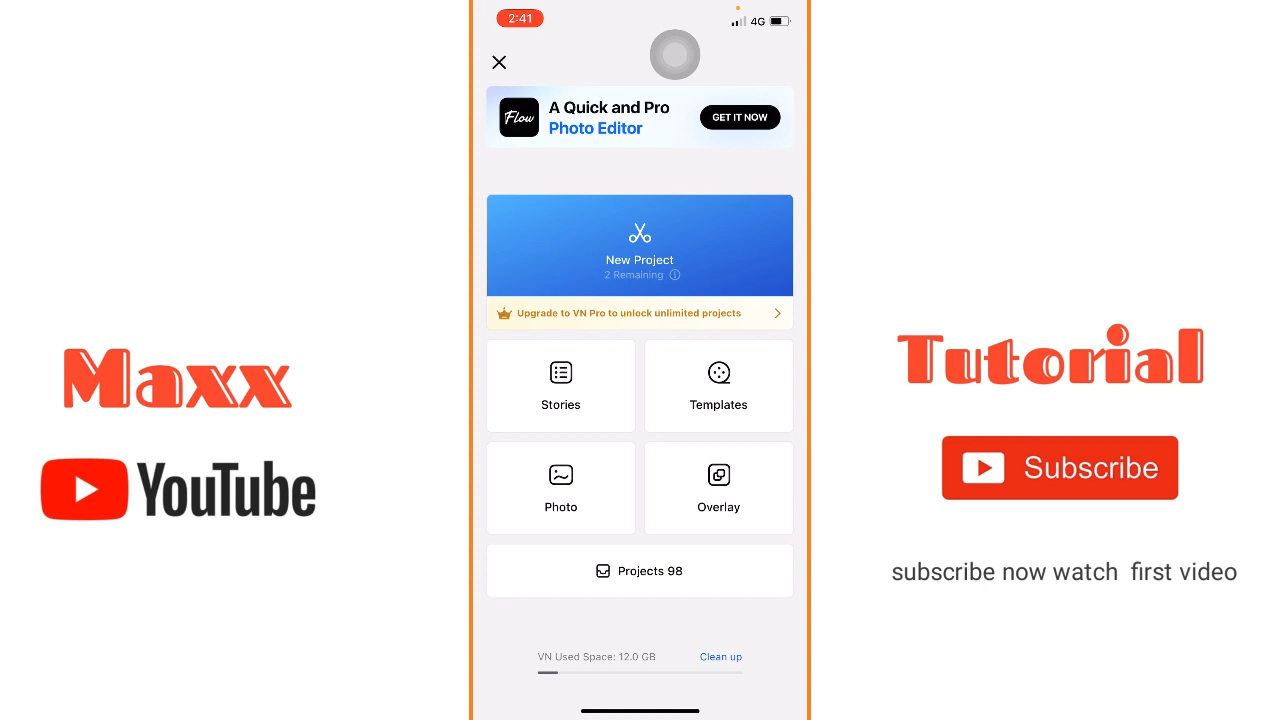 2:41
4G
Flow
A Quick and Pro
Photo Editor
GET IT NOW
New Project
2 Remaining
Upgrade to VN Pro to unlock unlimited projects
Stories
Templates
Photo
Overlay
Projects 98
VN Used Space: 12.0 GB
Clean up
Maxx
YouTube
Tutorial
Subscribe
subscribe now watch first video